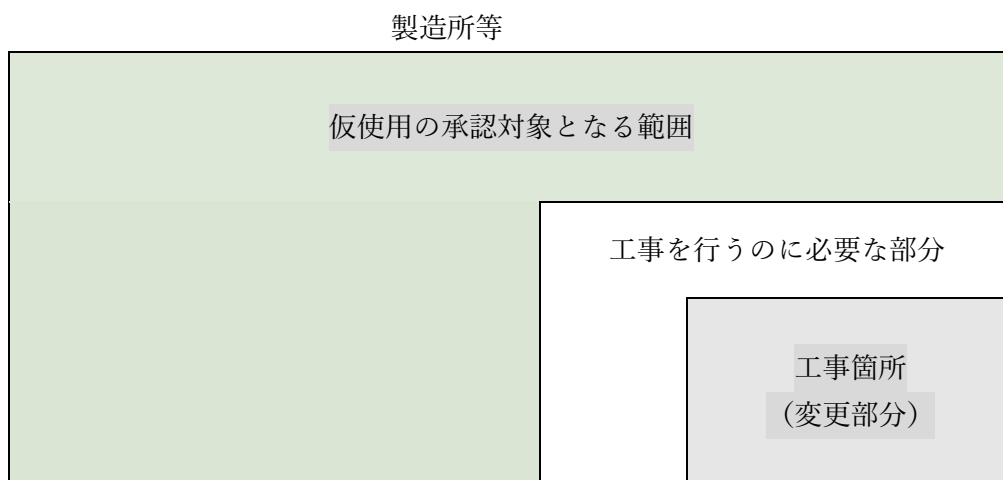 製造所等
仮使用の承認対象となる範囲
工事を行うのに必要な部分
工事箇所
（変更部分）